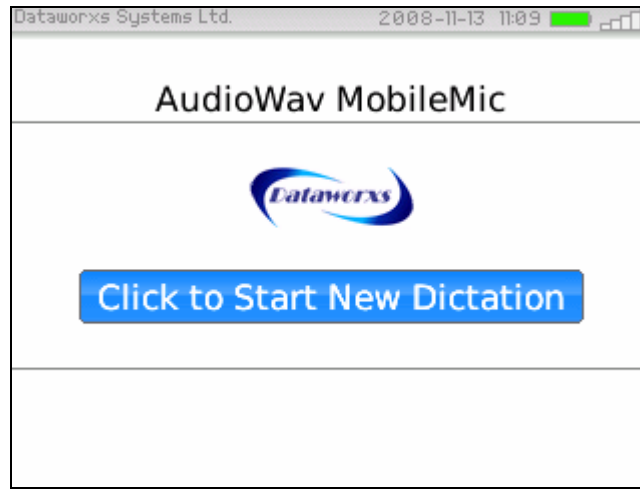 Dataworxs Systems Ltd. 2008-11-13 11:09
AudioWav MobileMic
Dataworxs
Click to Start New Dictation